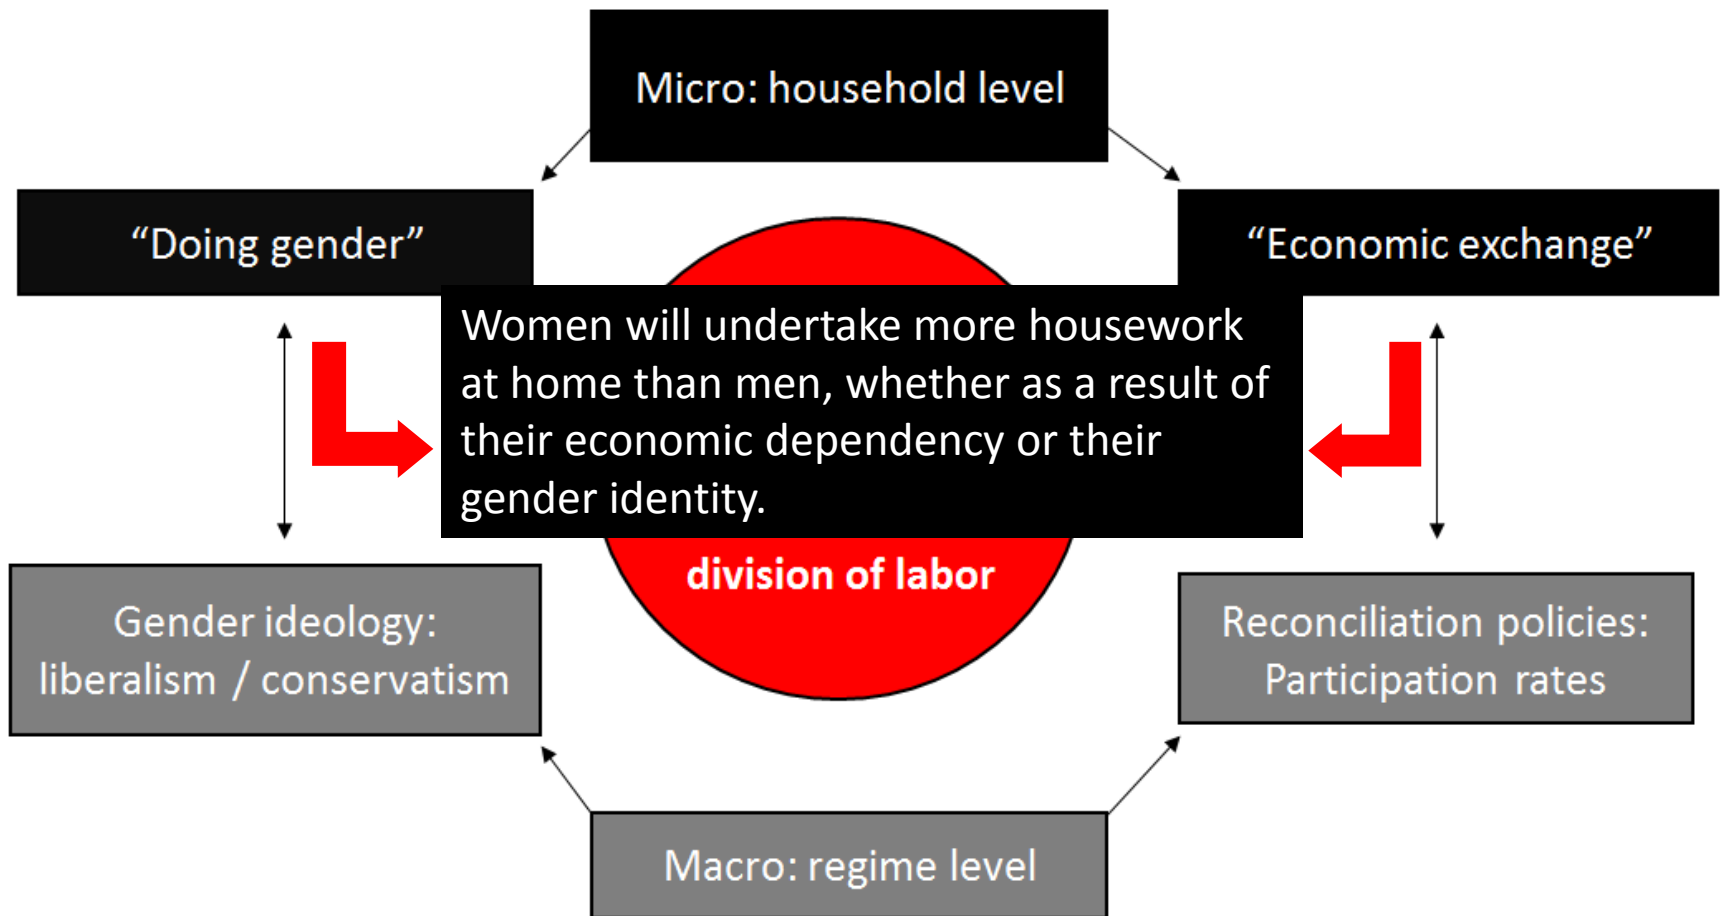 Micro: household level
“Doing gender”
“Economic exchange”
Women will undertake more housework
at home than men, whether as a result of
their economic dependency or their
gender identity.
division of labor
Gender ideology:
liberalism / conservatism
Reconciliation policies:
Participation rates
Macro: regime level